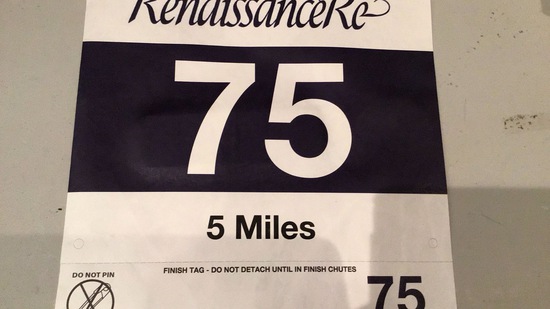 RenaissanceRe
75
5 Miles
FINISH TAG - DO NOT DETACH UNTIL IN FINISH CHUTES
DO NOT PIN
75